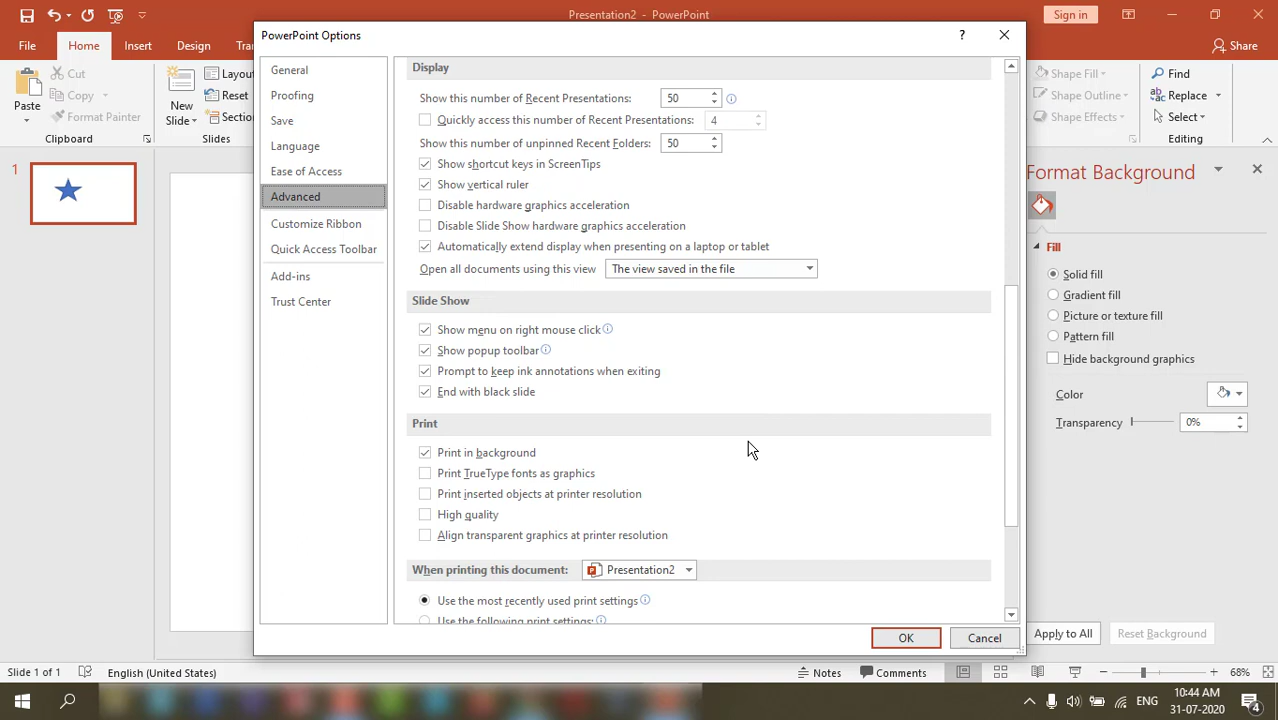 Presentation2 - PowerPoint
Sign in
File
Home
Insert
Design
Share
PowerPoint Options
?
Paste
Cut
Copy
Format Painter
Clipboard
New
Slide
Reset
Slides
Shape Fill
Shape Outline
Shape Effects
Find
Replace
Select
Editing
1
General
Proofing
Save
Language
Ease of Access
Advanced
Customize Ribbon
Quick Access Toolbar
Add-ins
Trust Center
Display
Show this number of Recent Presentations: 50
Quickly access this number of Recent Presentations: 4
Show this number of unpinned Recent Folders: 50
Show shortcut keys in ScreenTips
Show vertical ruler
Disable hardware graphics acceleration
Disable Slide Show hardware graphics acceleration
Automatically extend display when presenting on a laptop or tablet
Open all documents using this view The view saved in the file
Slide Show
Show menu on right mouse click
Show popup toolbar
Prompt to keep ink annotations when exiting
End with black slide
Print
Print in background
Print TrueType fonts as graphics
Print inserted objects at printer resolution
High quality
Align transparent graphics at printer resolution
When printing this document: Presentation2
Use the most recently used print settings
Use the following print settings:
OK
Cancel
Format Background
Fill
Solid fill
Gradient fill
Picture or texture fill
Pattern fill
Hide background graphics
Color
Transparency 0%
Apply to All
Reset Background
Slide 1 of 1
English (United States)
Notes
Comments
68%
ENG
10:44 AM
31-07-2020
4